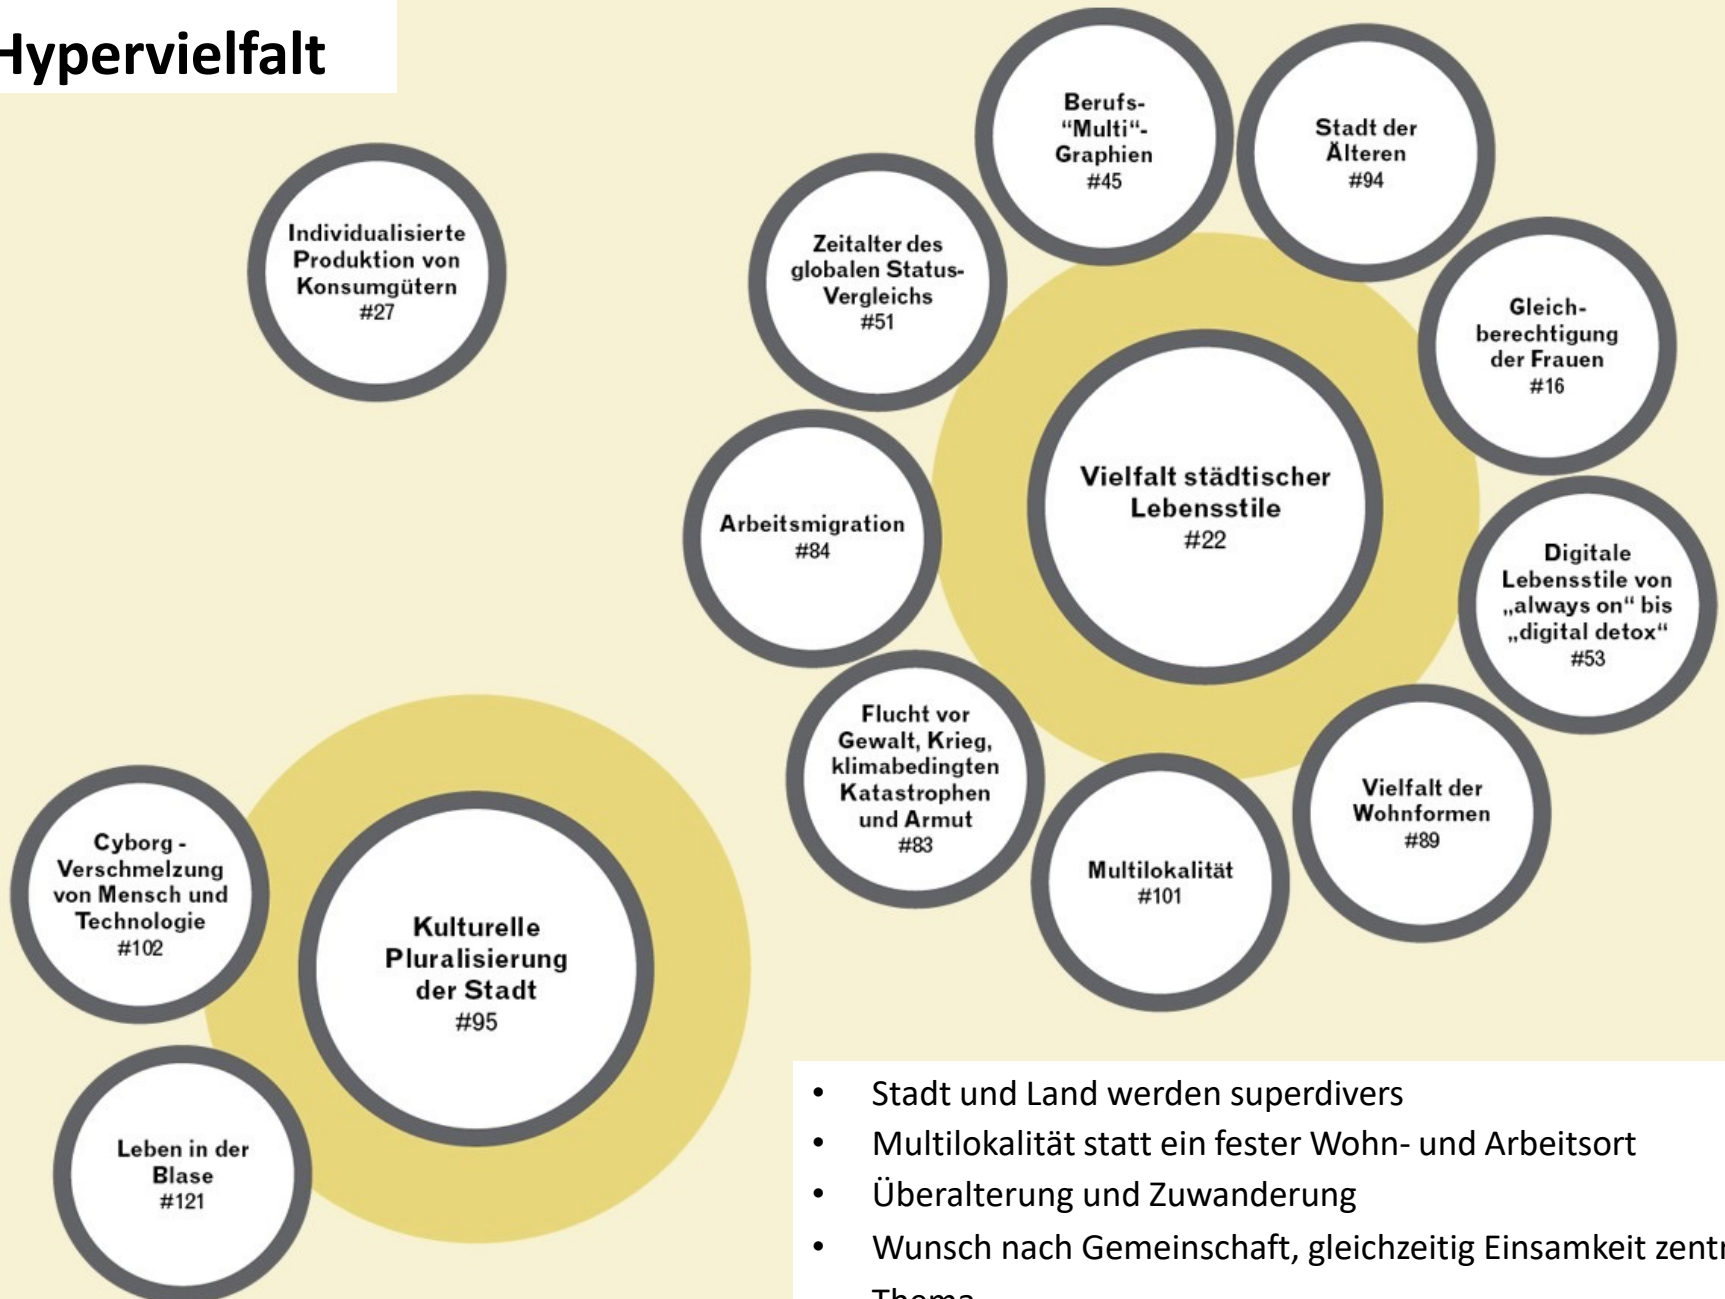 Hypervielfalt
Individualisierte
Produktion von
Konsumgütern
#27
Berufs-
“Multi“-
Graphien
#45
Stadt der
Älteren
#94
Zeitalter des
globalen Status-
Vergleichs
#51
Gleich-
berechtigung
der Frauen
#16
Arbeitsmigration
#84
Vielfalt städtischer
Lebensstile
#22
Digitale
Lebensstile von
„always on“ bis
„digital detox“
#53
Flucht vor
Gewalt, Krieg,
klimabedingten
Katastrophen
und Armut
#83
Multilokalität
#101
Vielfalt der
Wohnformen
#89
Cyborg -
Verschmelzung
von Mensch und
Technologie
#102
Kulturelle
Pluralisierung
der Stadt
#95
Leben in der
Blase
#121
• Stadt und Land werden superdivers
• Multilokalität statt ein fester Wohn- und Arbeitsort
• Überalterung und Zuwanderung
• Wunsch nach Gemeinschaft, gleichzeitig Einsamkeit
Thema